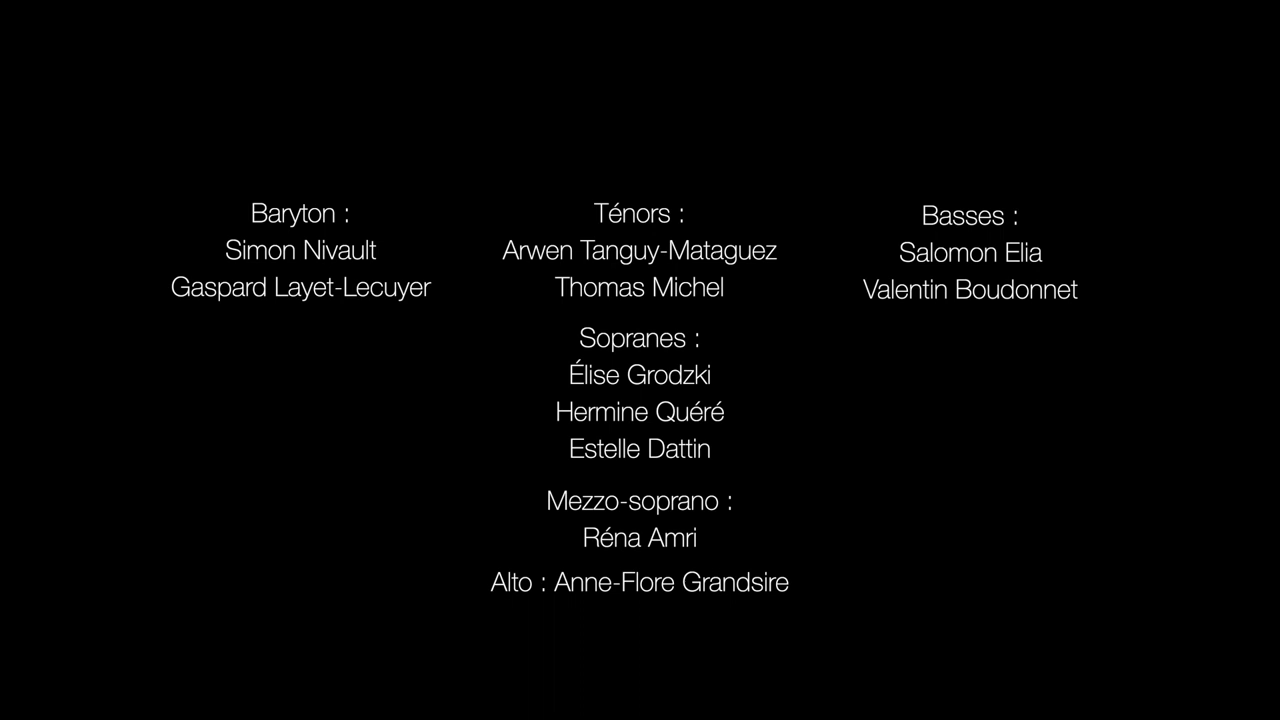 Baryton :
Simon Nivault
Gaspard Layet-Lecuyer
Ténors :
Arwen Tanguy-Mataguez
Thomas Michel
Basses :
Salomon Elia
Valentin Boudonnet
Sopranes :
Élise Grodzki
Hermine Quéré
Estelle Dattin
Mezzo-soprano :
Réna Amri
Alto : Anne-Flore Grandsire